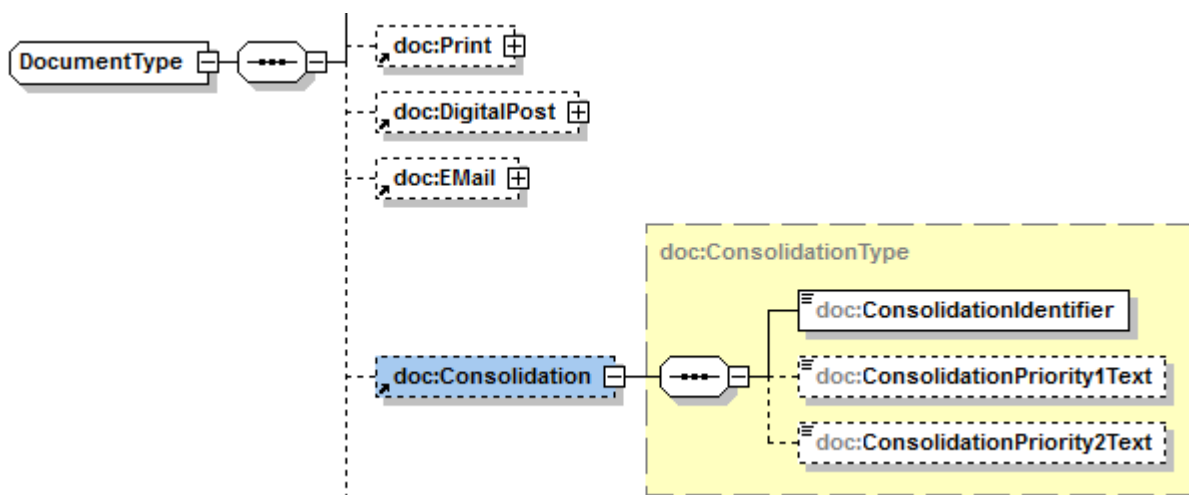 DocumentType
doc:Print
doc:DigitalPost
doc:EMail
doc:ConsolidationType
doc:ConsolidationIdentifier
doc:Consolidation
doc:ConsolidationPriority1Text
doc:ConsolidationPriority2Text